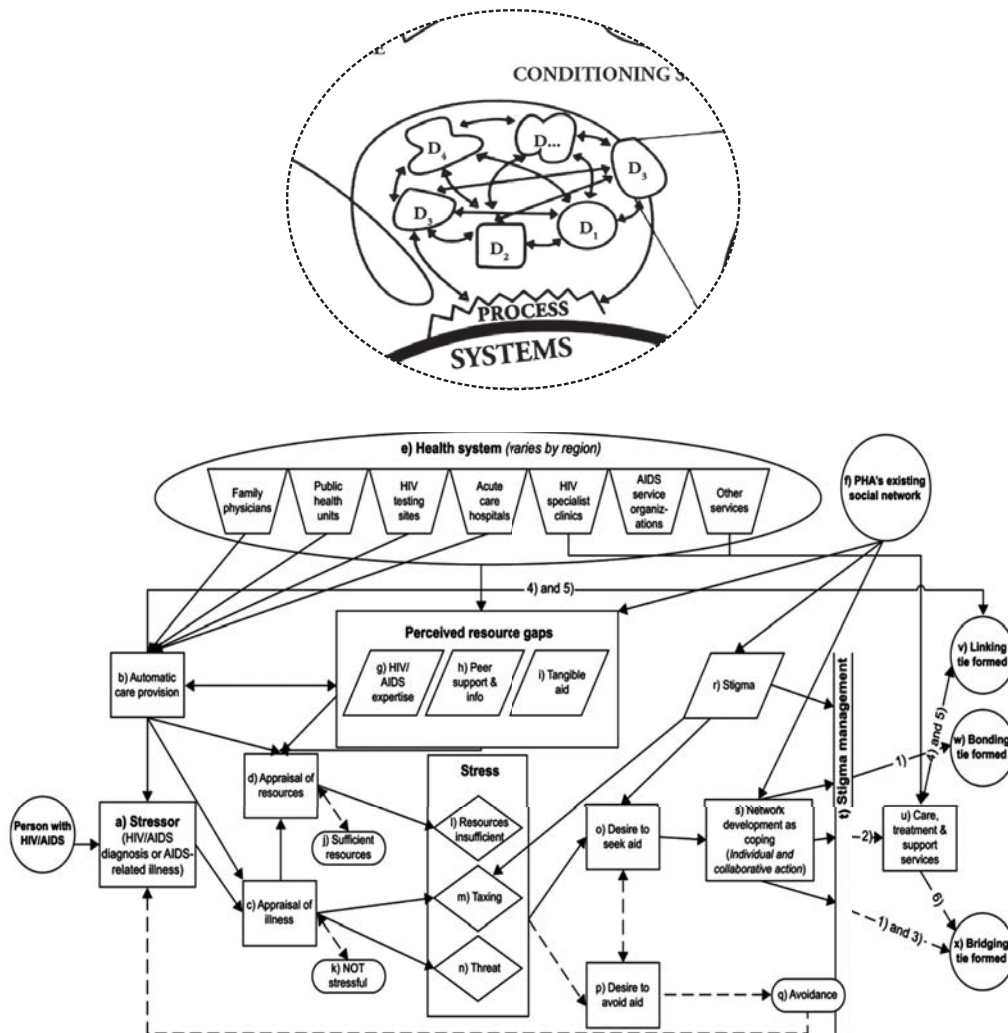 CONDITIONING S
D4
D...
D3
D3
D2
D1
PROCESS
SYSTEMS
e) Health system (varies by region)
Family
physicians
Public
health
units
HIV
testing
sites
Acute
care
hospitals
HIV
specialist
clinics
AIDS
service
organiz-
ations
Other
services
f) PHA's existing
social network
4) and 5)
Perceived resource gaps
g) HIV/
AIDS
expertise
h) Peer
support &
info
i) Tangible
aid
b) Automatic
care provision
r) Stigma
t) Stigma management
v) Linking
tie formed
4) and 5)
w) Bonding
tie formed
1)
d) Appraisal of
resources
Stress
j) Sufficient
resources
l) Resources
insufficient
Person with
HIV/AIDS
a) Stressor
(HIV/AIDS
diagnosis or AIDS-
related illness)
o) Desire to
seek aid
s) Network
development as
coping
(Individual and
collaborative action)
2)
u) Care,
treatment &
support
services
c) Appraisal of
illness
m) Taxing
6)
1) and 3)
k) NOT
stressful
n) Threat
x) Bridging
tie formed
p) Desire to
avoid aid
q) Avoidance